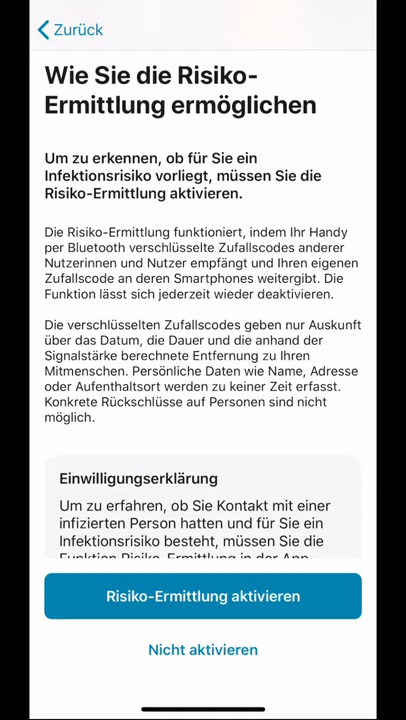 Zurück
Wie Sie die Risiko-
Ermittlung ermöglichen
Um zu erkennen, ob für Sie ein
Infektionsrisiko vorliegt, müssen Sie die
Risiko-Ermittlung aktivieren.
Die Risiko-Ermittlung funktioniert, indem Ihr Handy
per Bluetooth verschlüsselte Zufallscodes anderer
Nutzerinnen und Nutzer empfängt und Ihren eigenen
Zufallscode an deren Smartphones weitergibt. Die
Funktion lässt sich jederzeit wieder deaktivieren.
Die verschlüsselten Zufallscodes geben nur Auskunft
über das Datum, die Dauer und die anhand der
Signalstärke berechnete Entfernung zu Ihren
Mitmenschen. Persönliche Daten wie Name, Adresse
oder Aufenthaltsort werden zu keiner Zeit erfasst.
Konkrete Rückschlüsse auf Personen sind nicht
möglich.
Einwilligungserklärung
Um zu erfahren, ob Sie Kontakt mit einer
infizierten Person hatten und für Sie ein
Infektionsrisiko besteht, müssen Sie die
Funktion Risiko-Ermittlung in der App
Risiko-Ermittlung aktivieren
Nicht aktivieren